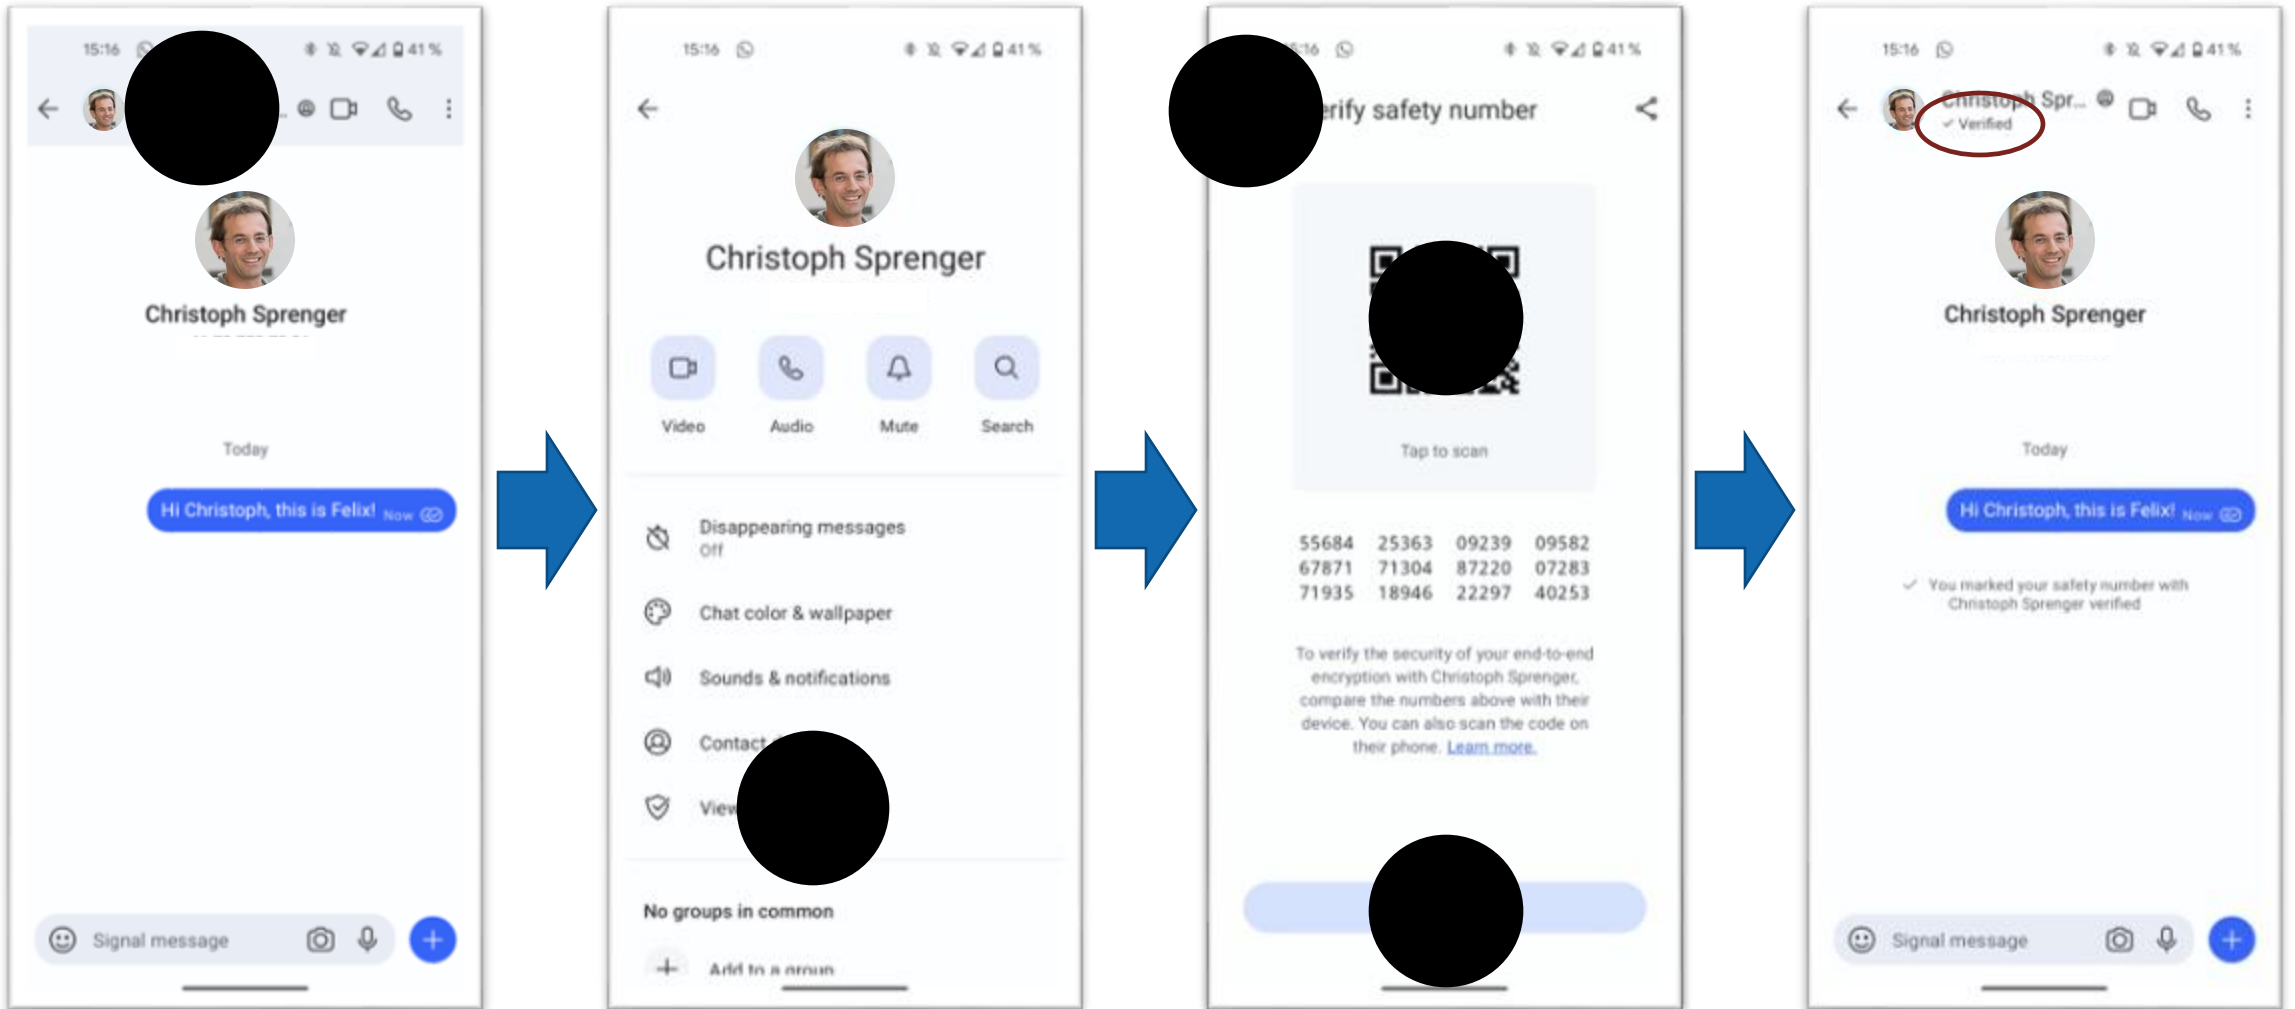 15:16
41 %
Christoph Sprenger
Today
Hi Christoph, this is Felix! Now
Signal message
15:16
41 %
Christoph Sprenger
Video Audio Mute Search
Disappearing messages
Off
Chat color & wallpaper
Sounds & notifications
Contact
View
No groups in common
Add to a group
:16
41 %
erify safety number
Tap to scan
55684 25363 09239 09582
67871 71304 87220 07283
71935 18946 22297 40253
To verify the security of your end-to-end
encryption with Christoph Sprenger,
compare the numbers above with their
device. You can also scan the code on
their phone. Learn more.
15:16
41 %
Christoph Spr...
Verified
Christoph Sprenger
Today
Hi Christoph, this is Felix! Now
You marked your safety number with
Christoph Sprenger verified
Signal message